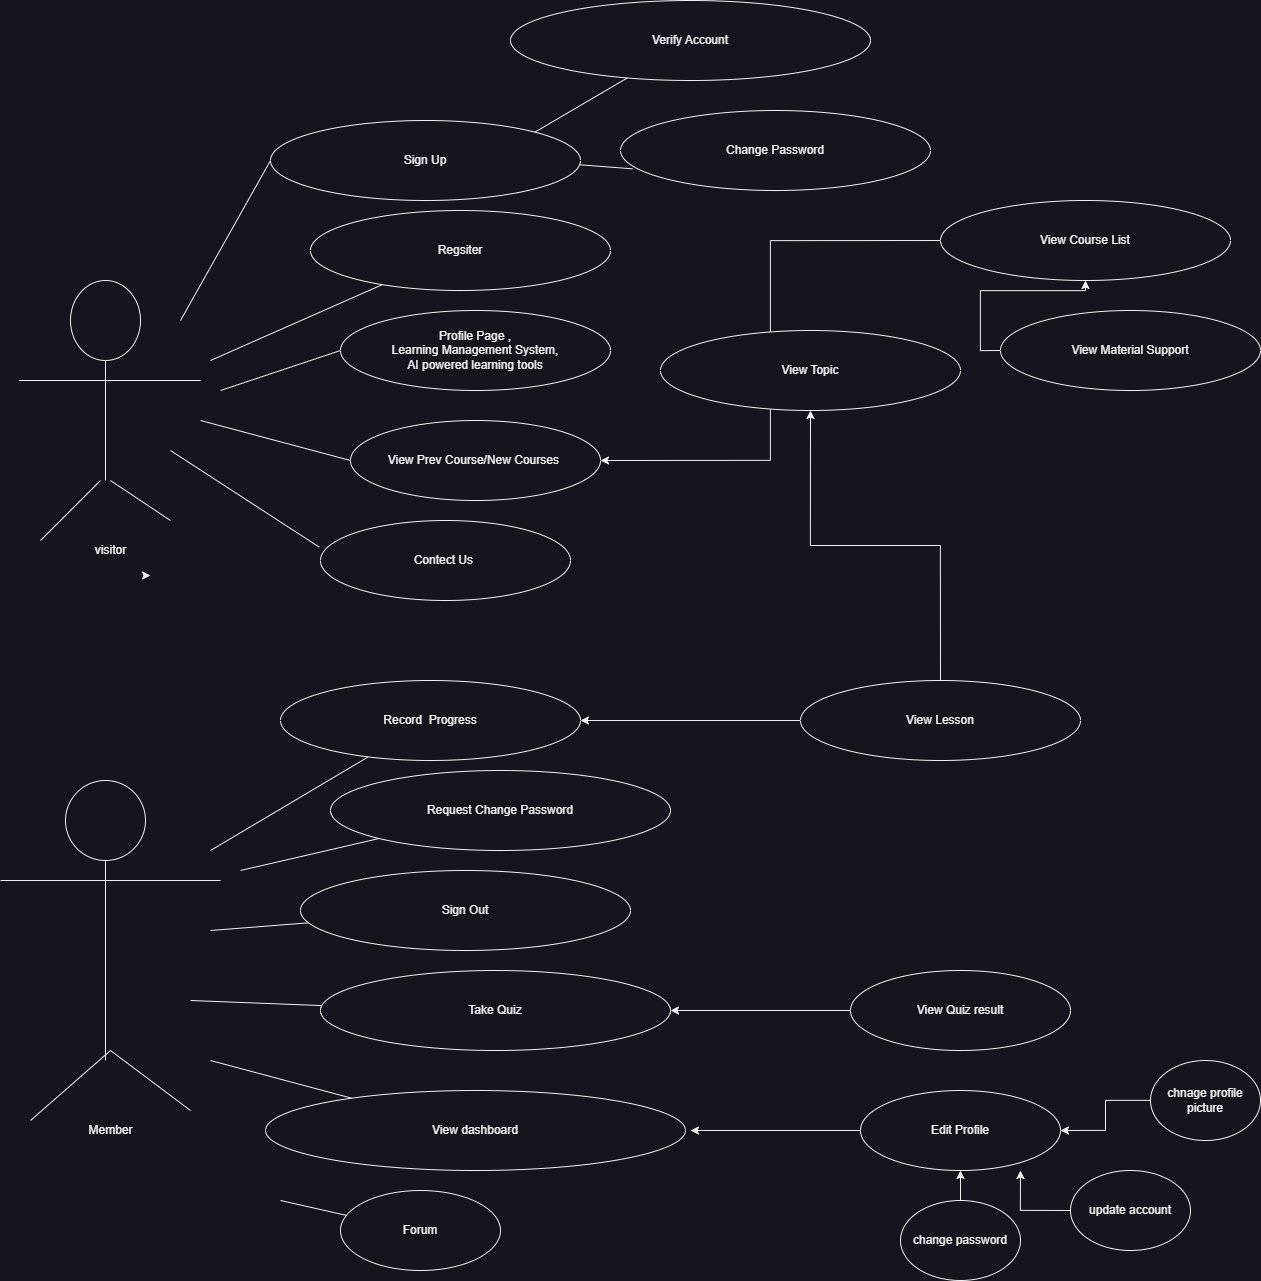 Verify Account
Change Password
Sign Up
View Course List
Regsiter
Profile Page ,
Learning Management System,
AI powered learning tools
View Material Support
View Topic
View Prev Course/New Courses
visitor
Contect Us
Record  Progress
View Lesson
Request Change Password
Sign Out
Take Quiz
View Quiz result
chnage profile
picture
Member
View dashboard
Edit Profile
update account
Forum
change password